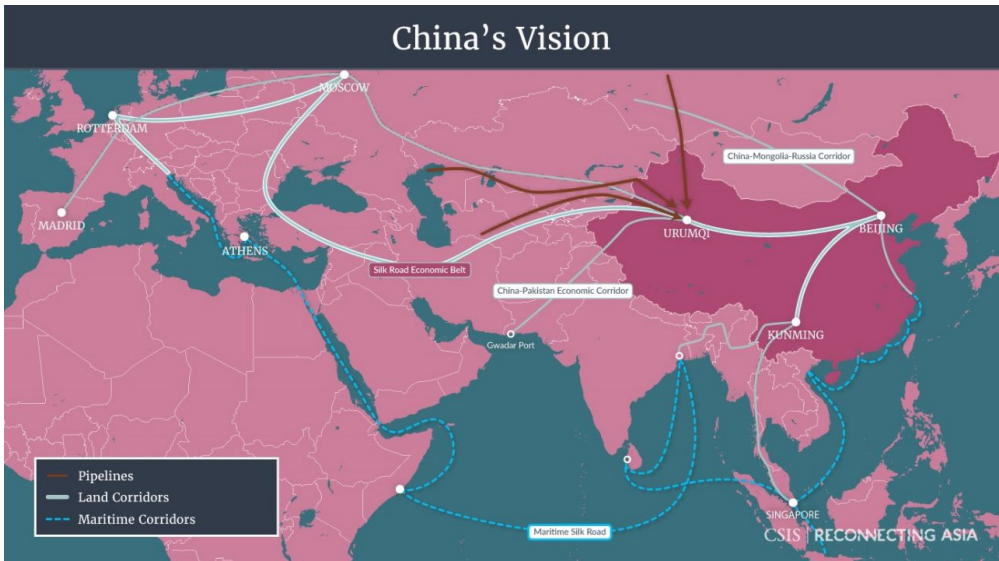 China's Vision
MOSCOW
ROTTERDAM
China-Mongolia-Russia Corridor
MADRID
ATHENS
URUMQI
BEIJING
Silk Road Economic Belt
China-Pakistan Economic Corridor
Gwadar Port
KUNMING
Pipelines
Land Corridors
Maritime Corridors
SINGAPORE
Maritime Silk Road
CSIS | RECONNECTING ASIA